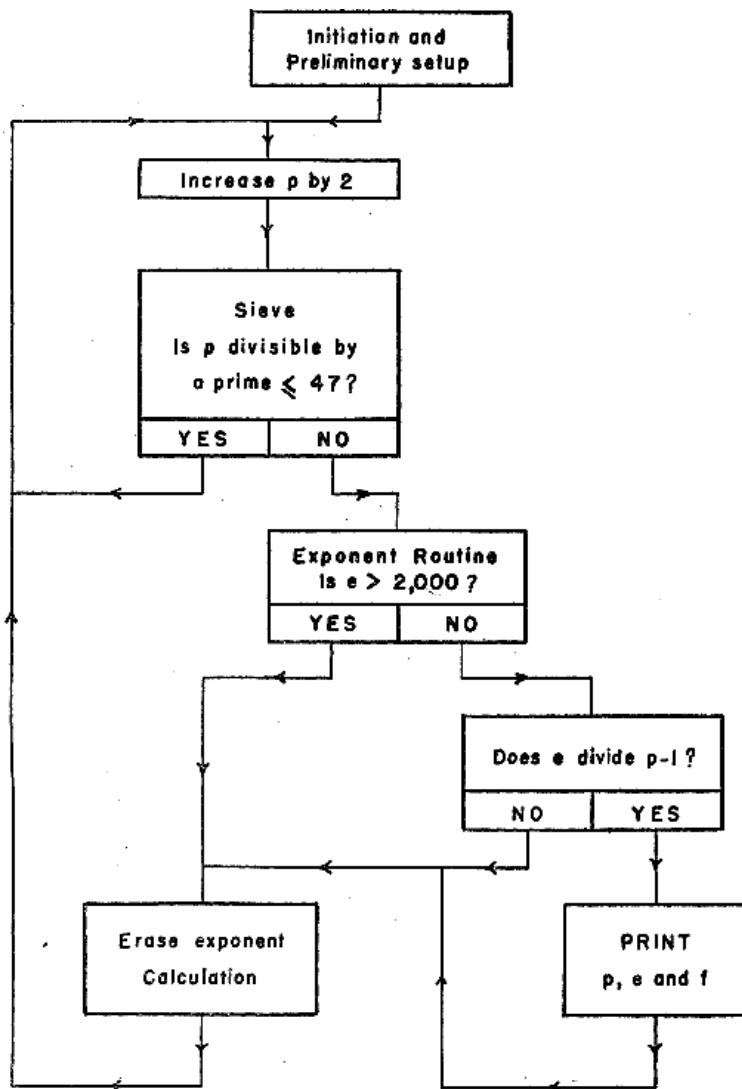 Initiation and
Preliminary setup
Increase p by 2
Sieve
Is p divisible by
a prime ⩽ 47?
YES
NO
Exponent Routine
Is e > 2,000 ?
YES
NO
Does e divide p-1 ?
NO
YES
Erase exponent
Calculation
PRINT
p, e and f